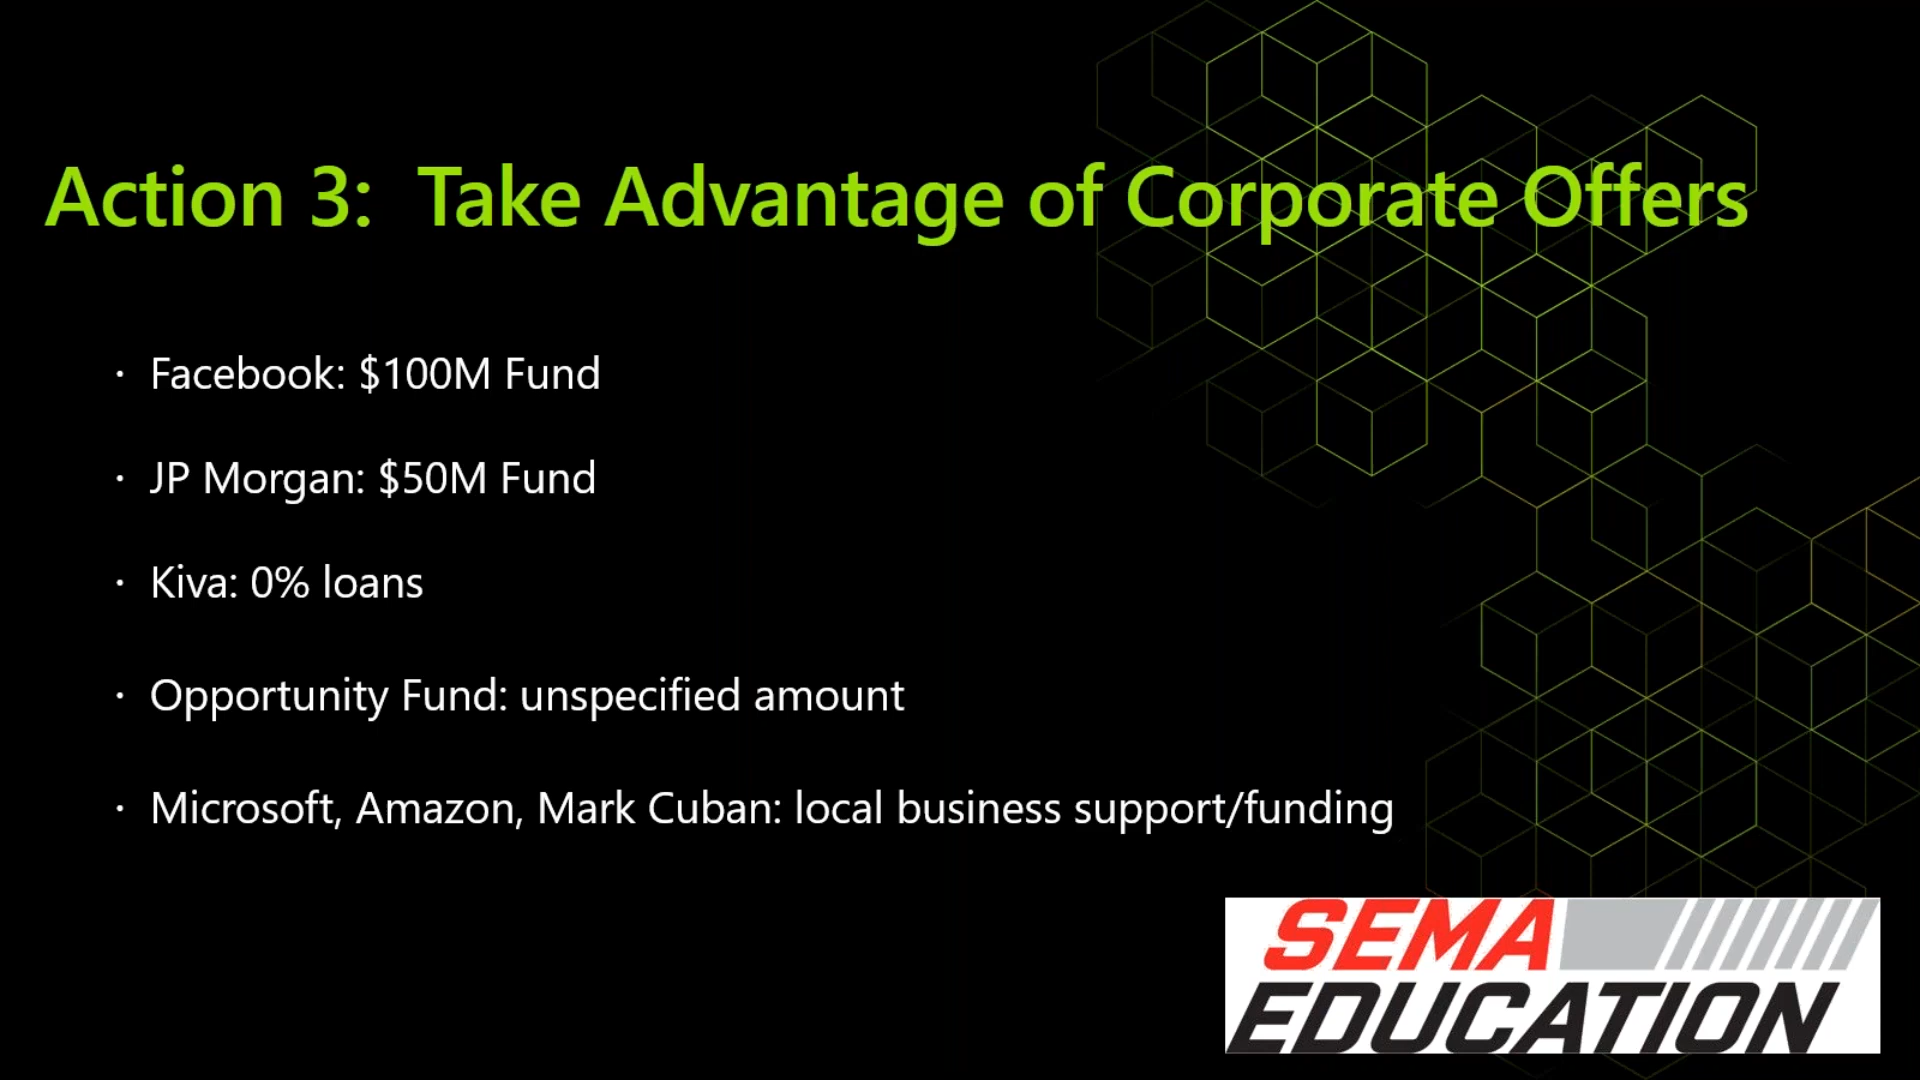 Action 3:  Take Advantage of Corporate Offers
· Facebook: $100M Fund
· JP Morgan: $50M Fund
· Kiva: 0% loans
· Opportunity Fund: unspecified amount
· Microsoft, Amazon, Mark Cuban: local business support/funding
SEMA
EDUCATION